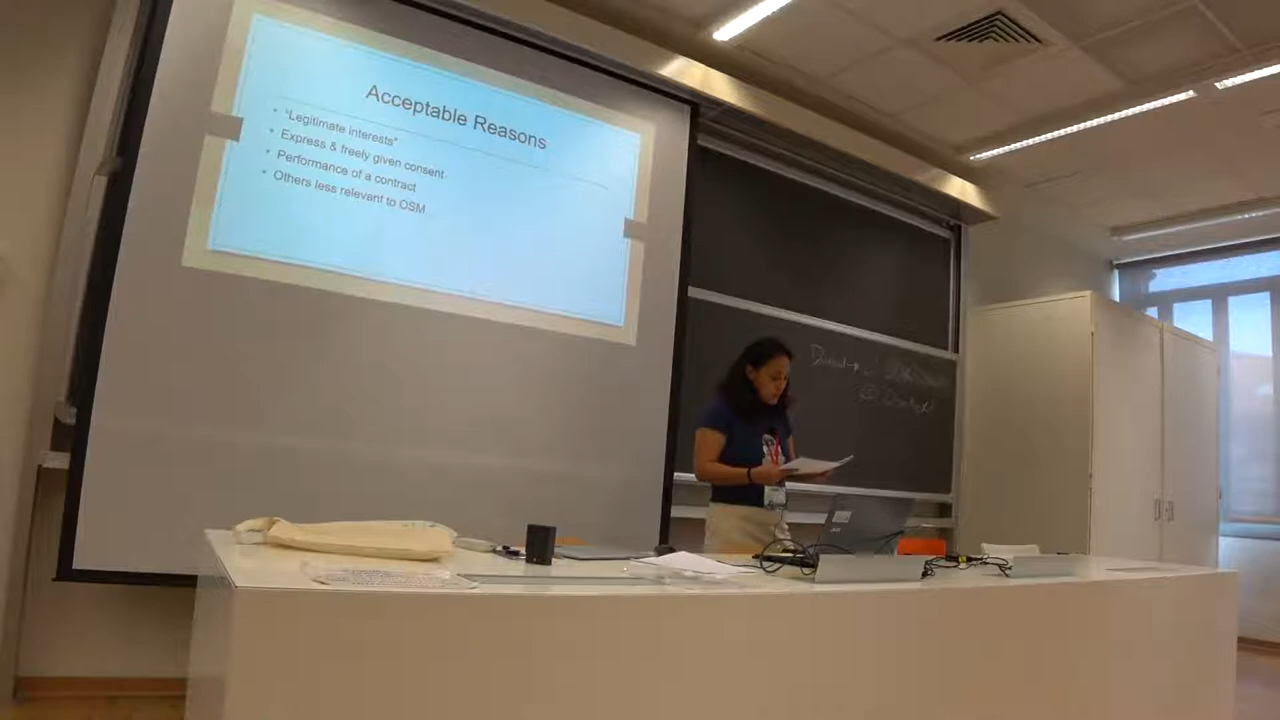 Acceptable Reasons
• "Legitimate interests"
• Express & freely given consent
• Performance of a contract
• Others less relevant to OSM